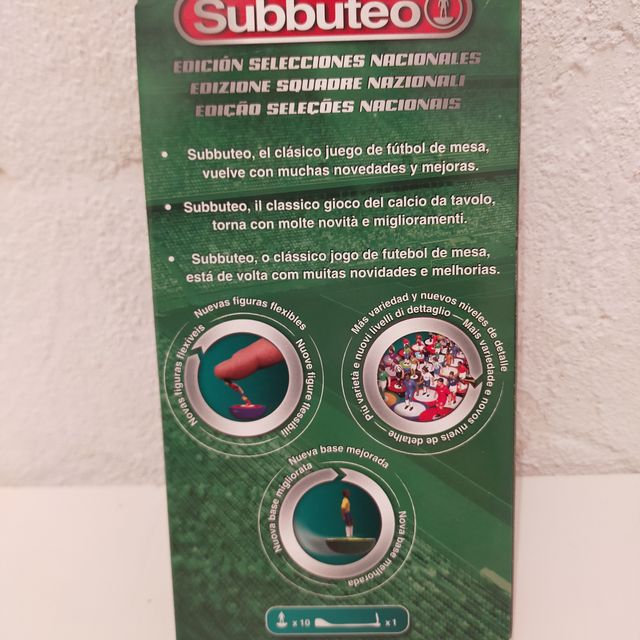 Subbuteo
EDICIÓN SELECCIONES NACIONALES
EDIZIONE SQUADRE NAZIONALI
EDIÇÃO SELEÇÕES NACIONAIS
• Subbuteo, el clásico juego de fútbol de mesa,
vuelve con muchas novedades y mejoras.
• Subbuteo, il classico gioco del calcio da tavolo,
torna con molte novità e miglioramenti.
• Subbuteo, o clássico jogo de futebol de mesa,
está de volta com muitas novidades e melhorias.
Nuevas figuras flexibles
Nuove figure flessibili
Novas figuras flexíveis
Más variedad y nuevos niveles de detalle
Più varietà e nuovi livelli di dettaglio
Mais variedade e novos níveis de detalhe
Nueva base mejorada
Nuova base migliorata
Nova base melhorada
x 10 x 1